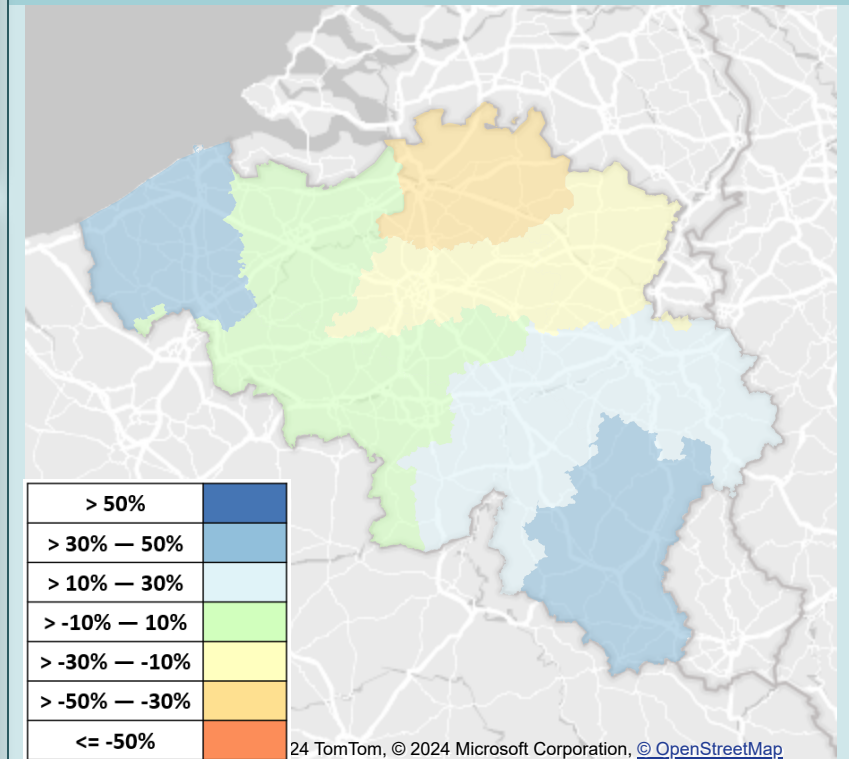 > 50%
> 30% — 50%
> 10% — 30%
> -10% — 10%
> -30% — -10%
> -50% — -30%
<= -50%
24 TomTom, © 2024 Microsoft Corporation, © OpenStreetMap